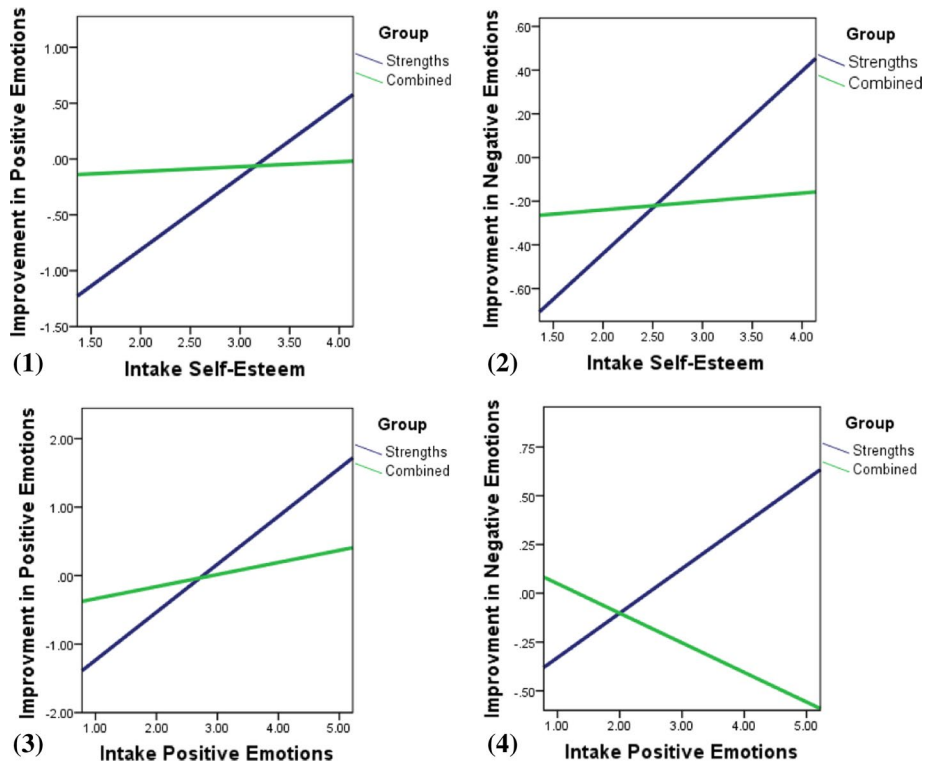 Improvement in Positive Emotions
1.00
.50
.00
-.50
-1.00
-1.50
1.50 2.00 2.50 3.00 3.50 4.00
Intake Self-Esteem
(1)
Group
Strengths
Combined
Improvment in Negative Emotions
.60
.40
.20
.00
-.20
-.40
-.60
1.50 2.00 2.50 3.00 3.50 4.00
Intake Self-Esteem
(2)
Group
Strengths
Combined
Improvment in Positive Emotions
2.00
1.00
.00
-1.00
-2.00
1.00 2.00 3.00 4.00 5.00
Intake Positive Emotions
(3)
Group
Strengths
Combined
Improvment in Negative Emotions
.75
.50
.25
.00
-.25
-.50
1.00 2.00 3.00 4.00 5.00
Intake Positive Emotions
(4)
Group
Strengths
Combined